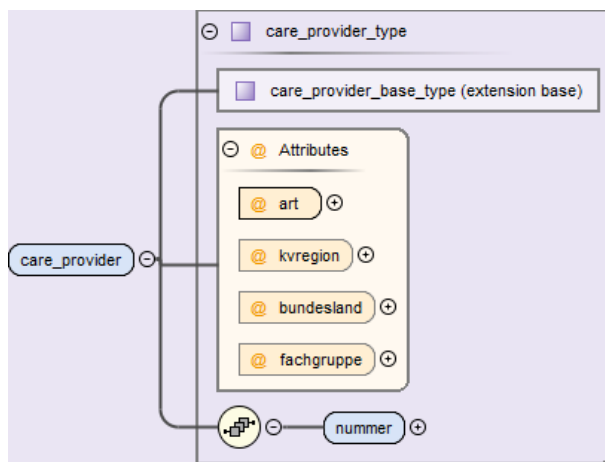 care_provider_type
care_provider_base_type (extension base)
@ Attributes
@ art
@ kvregion
care_provider
@ bundesland
@ fachgruppe
nummer